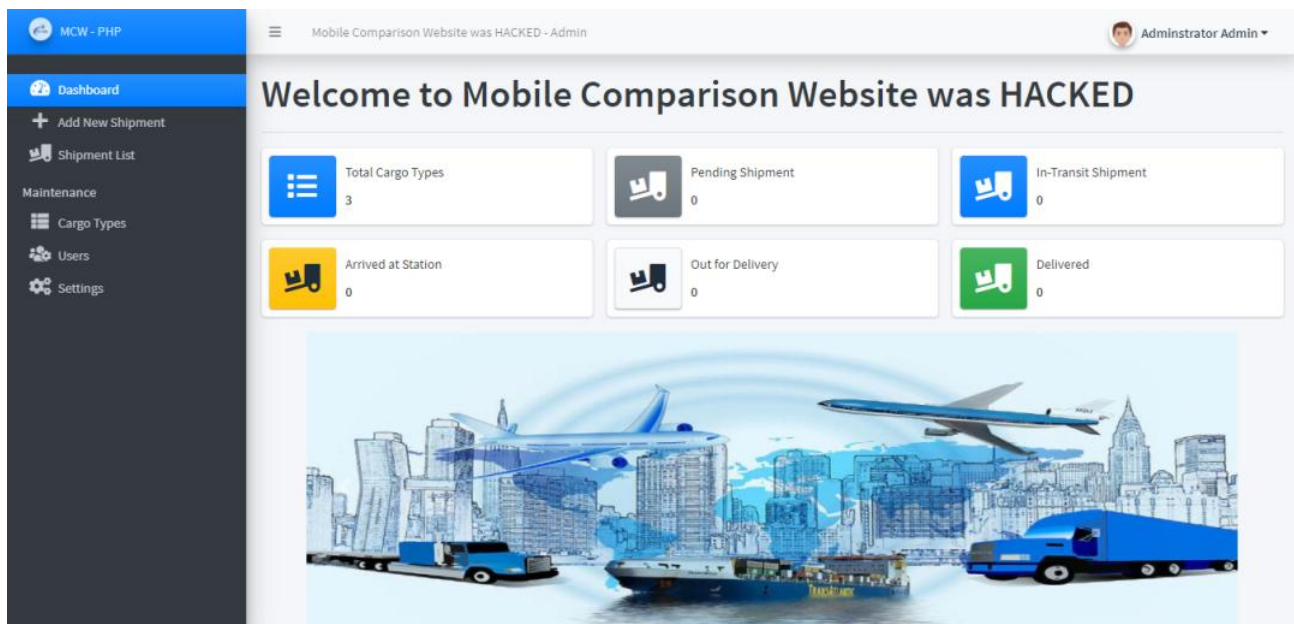 MCW - PHP
Mobile Comparison Website was HACKED - Admin
Adminstrator Admin
Dashboard
Add New Shipment
Shipment List
Maintenance
Cargo Types
Users
Settings
Welcome to Mobile Comparison Website was HACKED
Total Cargo Types
3
Pending Shipment
0
In-Transit Shipment
0
Arrived at Station
0
Out for Delivery
0
Delivered
0
TRANSATLANTIC